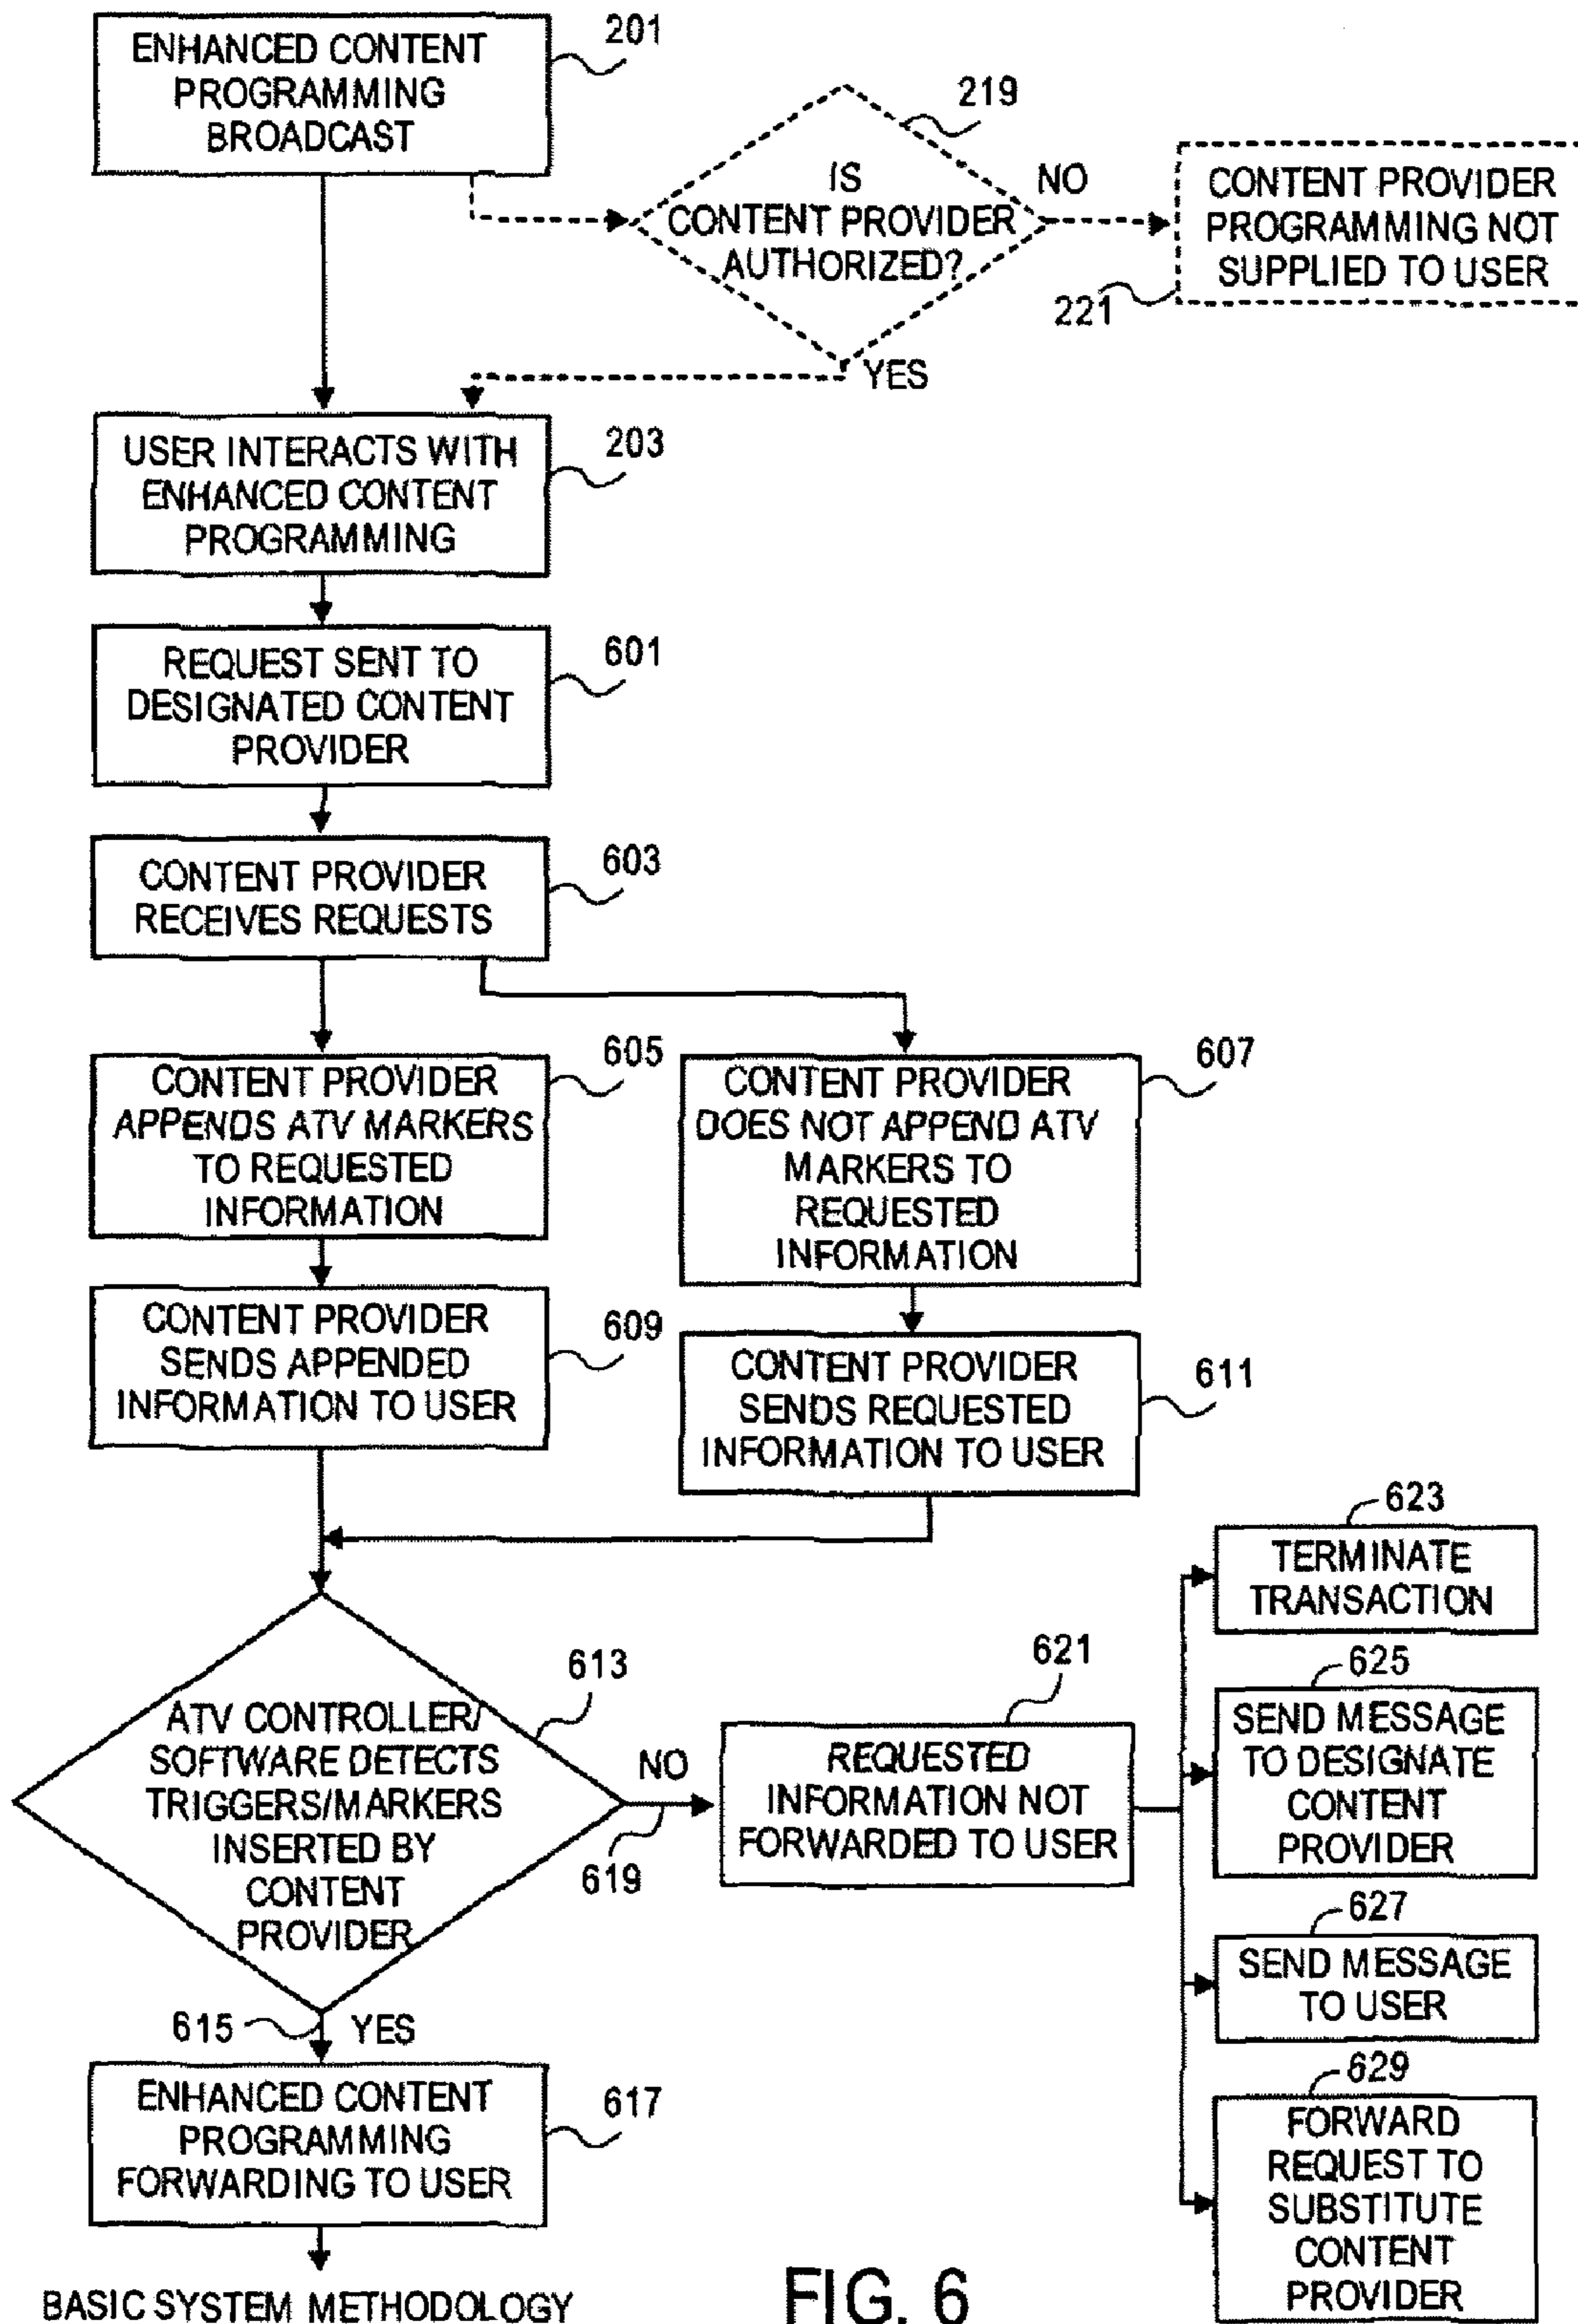 ENHANCED CONTENT
PROGRAMMING
BROADCAST
201
219
IS
CONTENT PROVIDER
AUTHORIZED?
NO
CONTENT PROVIDER
PROGRAMMING NOT
SUPPLIED TO USER
221
YES
USER INTERACTS WITH
ENHANCED CONTENT
PROGRAMMING
203
REQUEST SENT TO
DESIGNATED CONTENT
PROVIDER
601
CONTENT PROVIDER
RECEIVES REQUESTS
603
CONTENT PROVIDER
APPENDS ATV MARKERS
TO REQUESTED
INFORMATION
605
CONTENT PROVIDER
DOES NOT APPEND ATV
MARKERS TO
REQUESTED
INFORMATION
607
CONTENT PROVIDER
SENDS APPENDED
INFORMATION TO USER
609
CONTENT PROVIDER
SENDS REQUESTED
INFORMATION TO USER
611
ATV CONTROLLER/
SOFTWARE DETECTS
TRIGGERS/MARKERS
INSERTED BY
CONTENT
PROVIDER
613
NO
619
REQUESTED
INFORMATION NOT
FORWARDED TO USER
621
623
TERMINATE
TRANSACTION
625
SEND MESSAGE
TO DESIGNATE
CONTENT
PROVIDER
627
SEND MESSAGE
TO USER
629
FORWARD
REQUEST TO
SUBSTITUTE
CONTENT
PROVIDER
615
YES
ENHANCED CONTENT
PROGRAMMING
FORWARDING TO USER
617
BASIC SYSTEM METHODOLOGY
FIG. 6